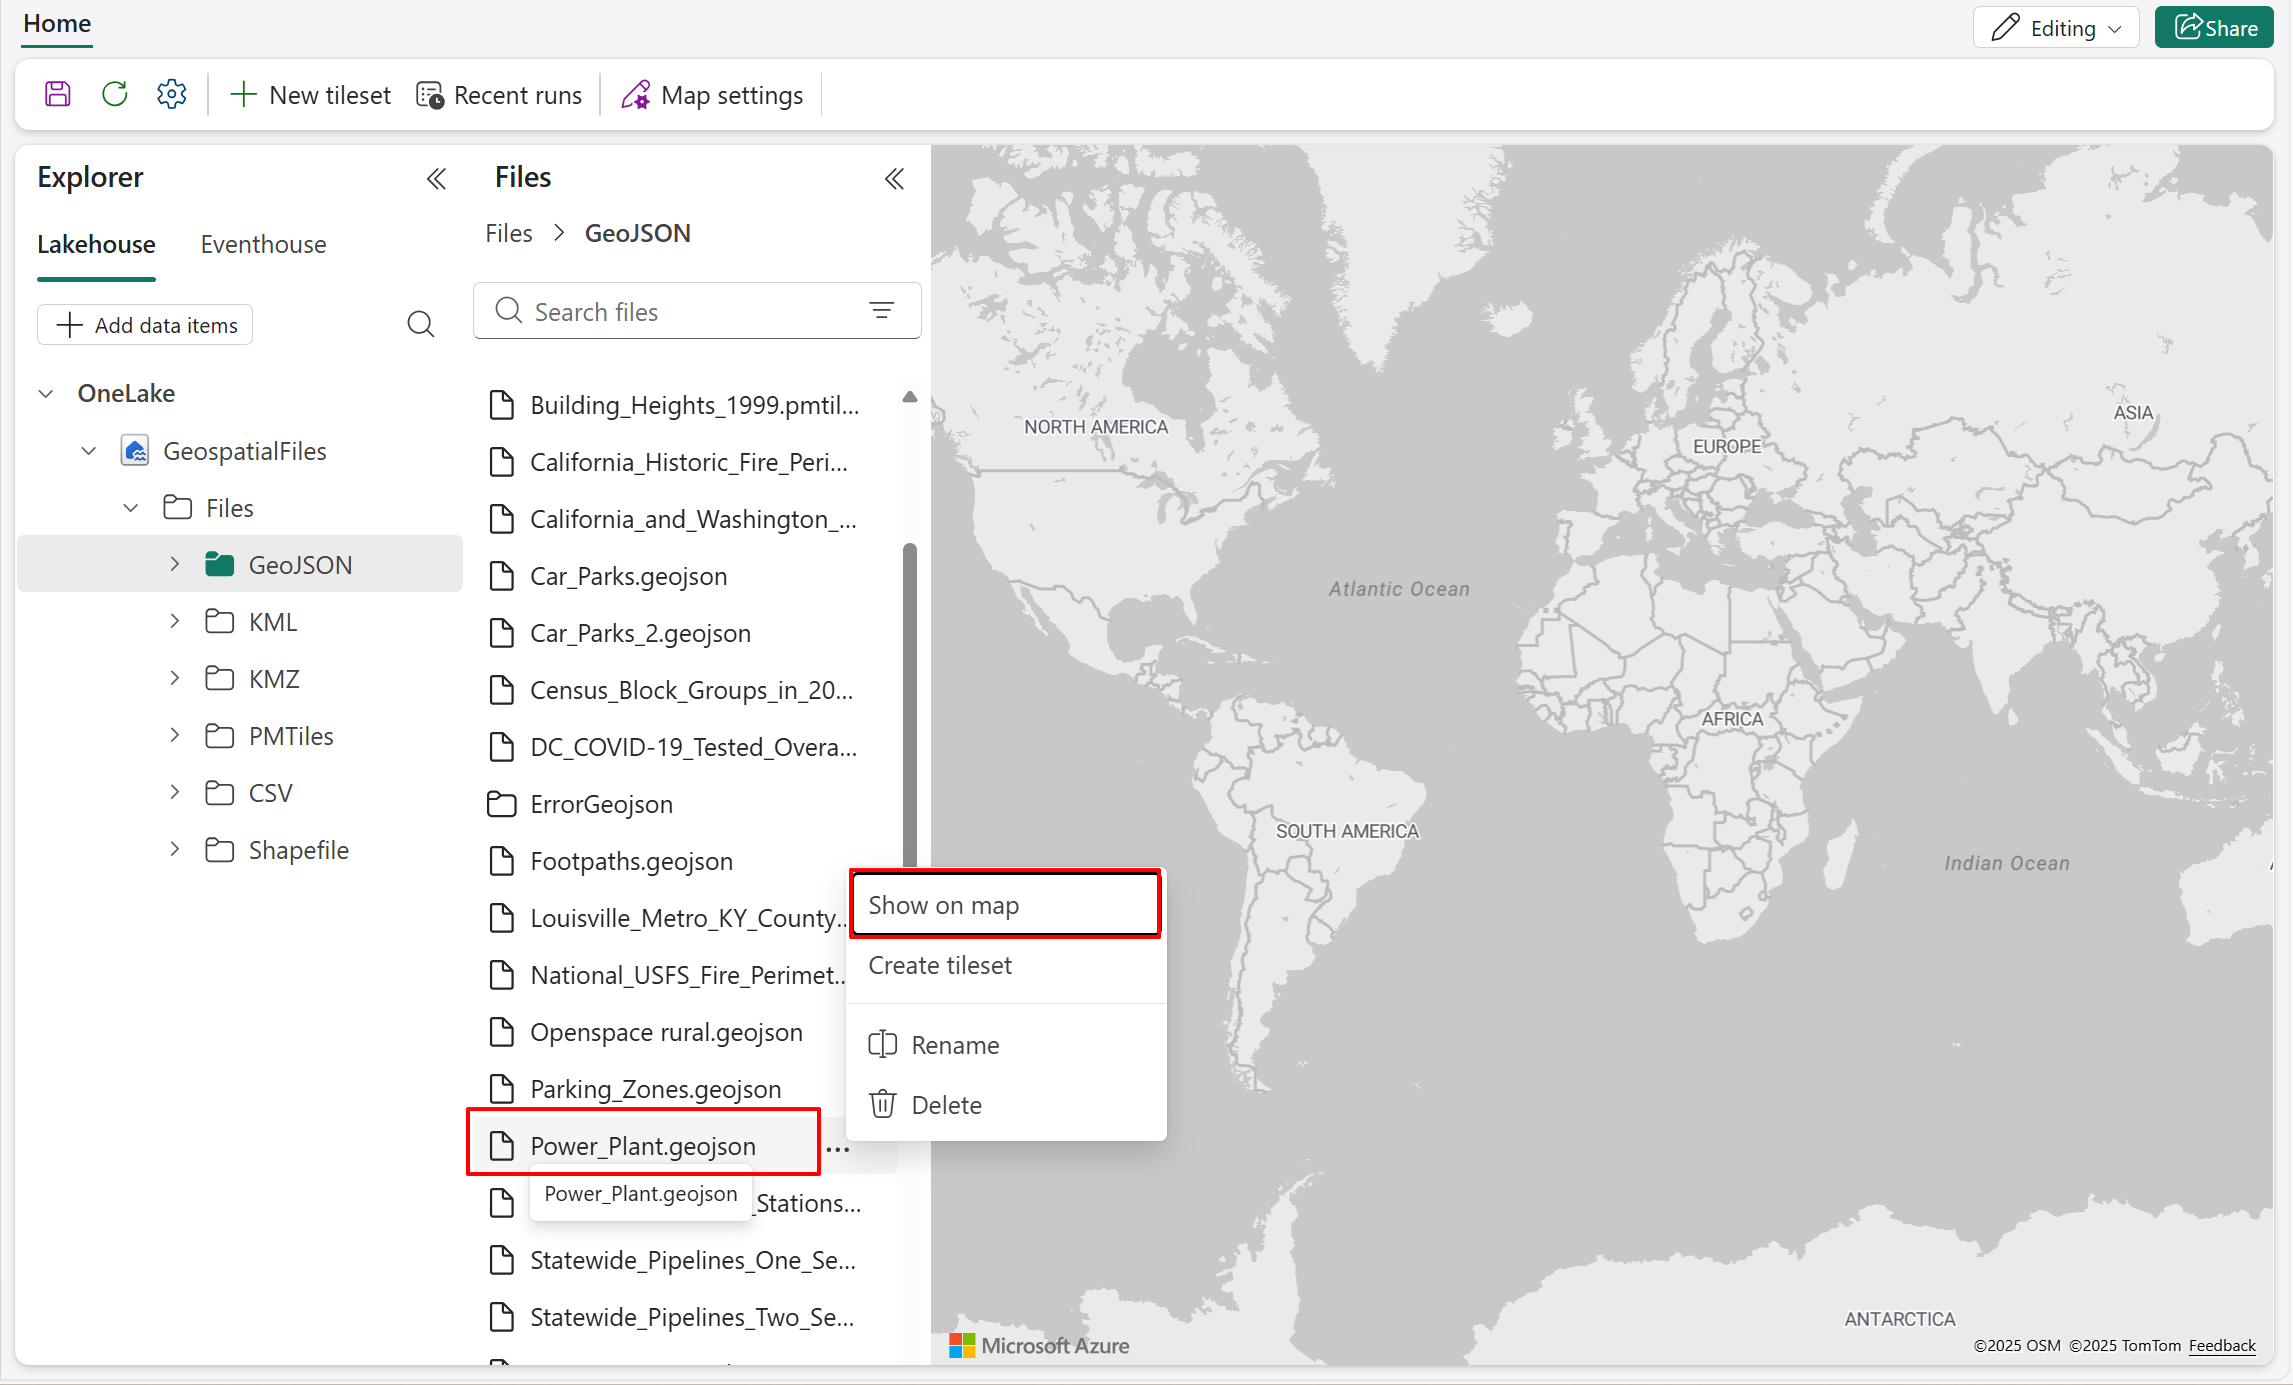 Home
Editing
Share
New tileset
Recent runs
Map settings
Explorer
Lakehouse
Eventhouse
Add data items
OneLake
GeospatialFiles
Files
GeoJSON
KML
KMZ
PMTiles
CSV
Shapefile
Files
Files > GeoJSON
Search files
Building_Heights_1999.pmtil...
California_Historic_Fire_Peri...
California_and_Washington_...
Car_Parks.geojson
Car_Parks_2.geojson
Census_Block_Groups_in_20...
DC_COVID-19_Tested_Overa...
ErrorGeojson
Footpaths.geojson
Louisville_Metro_KY_County...
National_USFS_Fire_Perimet...
Openspace rural.geojson
Parking_Zones.geojson
Power_Plant.geojson
Power_Plant.geojson
_Stations...
Statewide_Pipelines_One_Se...
Statewide_Pipelines_Two_Se...
Show on map
Create tileset
Rename
Delete
NORTH AMERICA
EUROPE
ASIA
Atlantic Ocean
AFRICA
SOUTH AMERICA
Indian Ocean
ANTARCTICA
Microsoft Azure
©2025 OSM ©2025 TomTom Feedback